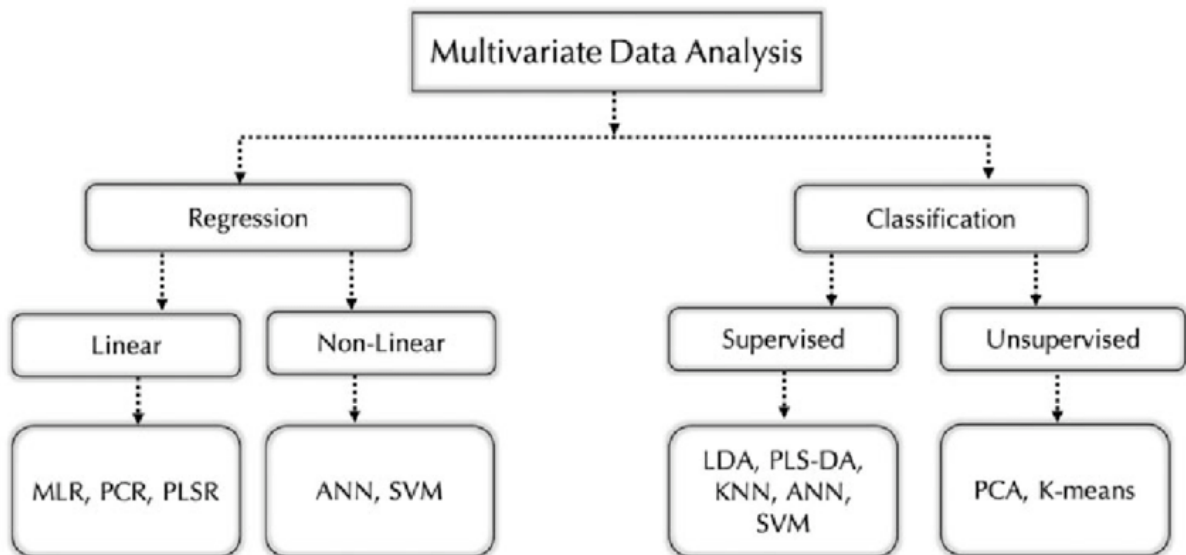 Multivariate Data Analysis
Regression
Classification
Linear
Non-Linear
Supervised
Unsupervised
MLR, PCR, PLSR
ANN, SVM
LDA, PLS-DA,
KNN, ANN,
SVM
PCA, K-means